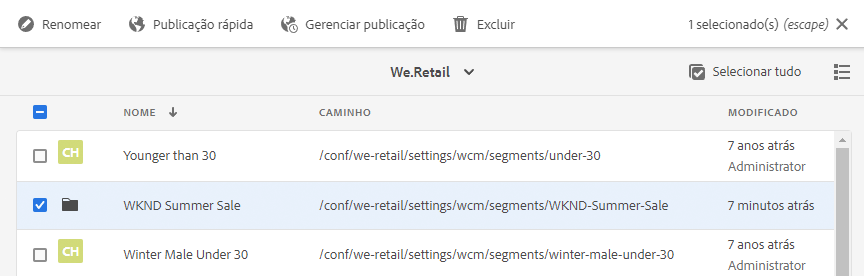 Renomear Publicação rápida Gerenciar publicação Excluir 1 selecionado(s) (escape)
We.Retail Selecionar tudo
NOME CAMINHO MODIFICADO
CH Younger than 30 /conf/we-retail/settings/wcm/segments/under-30 7 anos atrás
Administrator
WKND Summer Sale /conf/we-retail/settings/wcm/segments/WKND-Summer-Sale 7 minutos atrás
CH Winter Male Under 30 /conf/we-retail/settings/wcm/segments/winter-male-under-30 7 anos atrás
Administrator